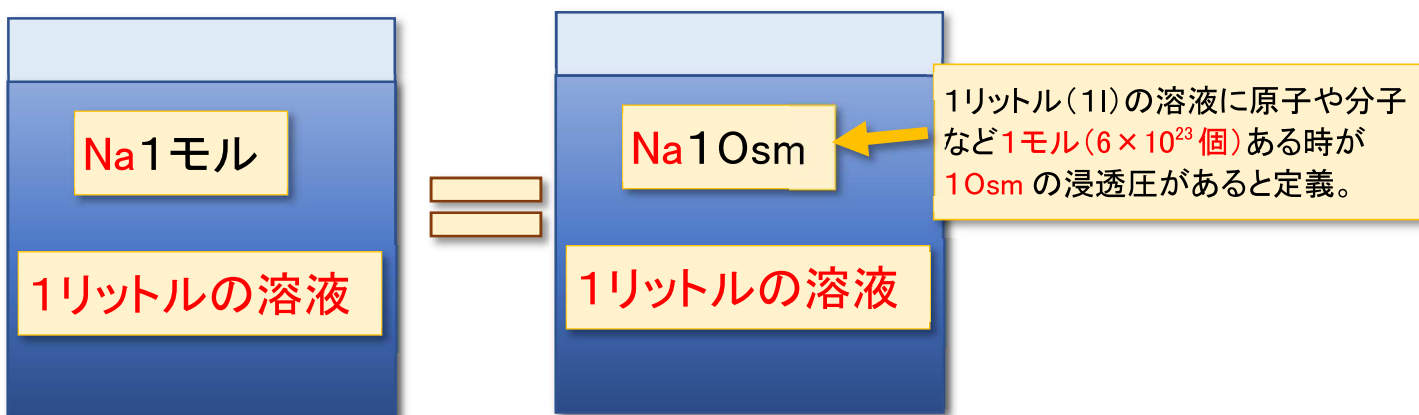 Na1モル
1リットルの溶液
Na1Osm
1リットルの溶液
1リットル(1l)の溶液に原子や分子
など1モル(6×10²³個)ある時が
1Osm の浸透圧があると定義。